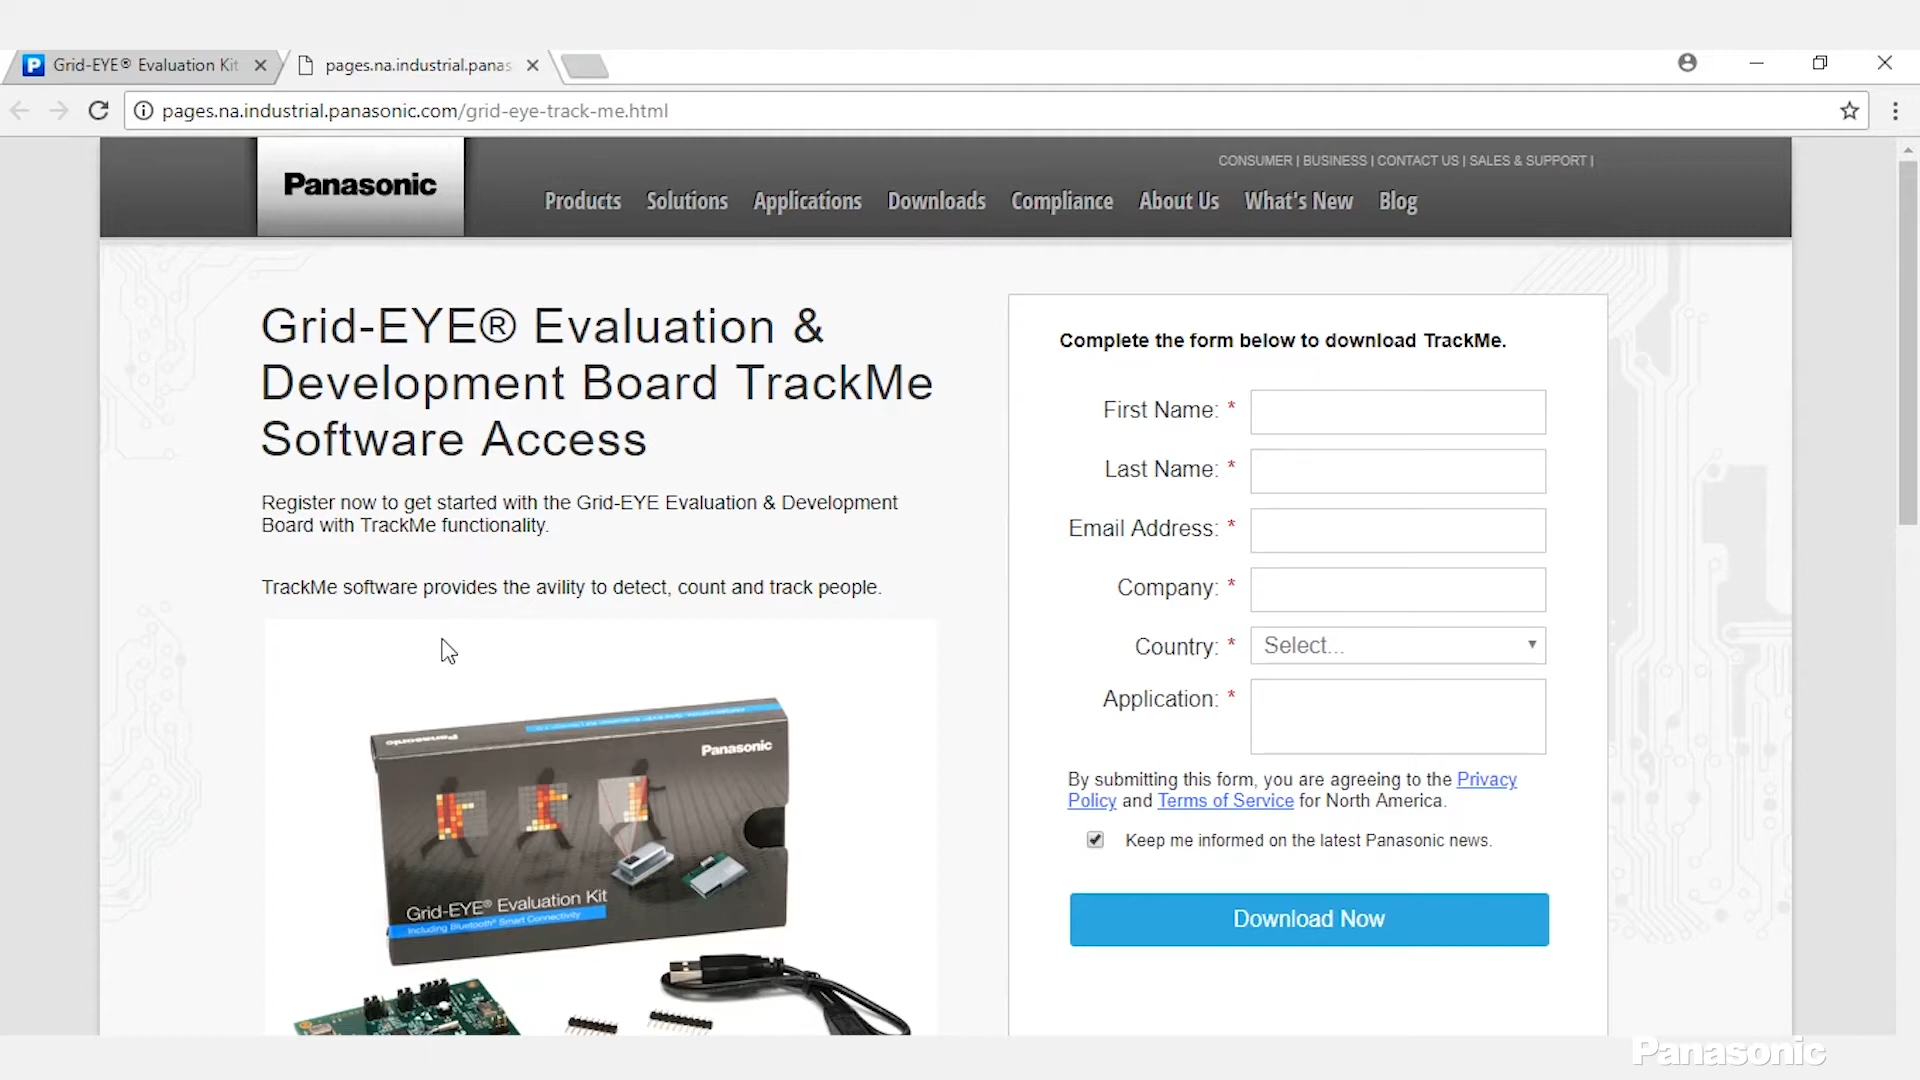 Grid-EYE® Evaluation Kit
pages.na.industrial.panas
pages.na.industrial.panasonic.com/grid-eye-track-me.html
Panasonic
CONSUMER | BUSINESS | CONTACT US | SALES & SUPPORT |
Products Solutions Applications Downloads Compliance About Us What's New Blog
Grid-EYE® Evaluation &
Development Board TrackMe
Software Access
Register now to get started with the Grid-EYE Evaluation & Development
Board with TrackMe functionality.
TrackMe software provides the avility to detect, count and track people.
Panasonic
Panasonic
Grid-EYE® Evaluation Kit
Including Bluetooth® Smart Connectivity
Complete the form below to download TrackMe.
First Name: *
Last Name: *
Email Address: *
Company: *
Country: * Select...
Application: *
By submitting this form, you are agreeing to the Privacy
Policy and Terms of Service for North America.
Keep me informed on the latest Panasonic news.
Download Now
Panasonic